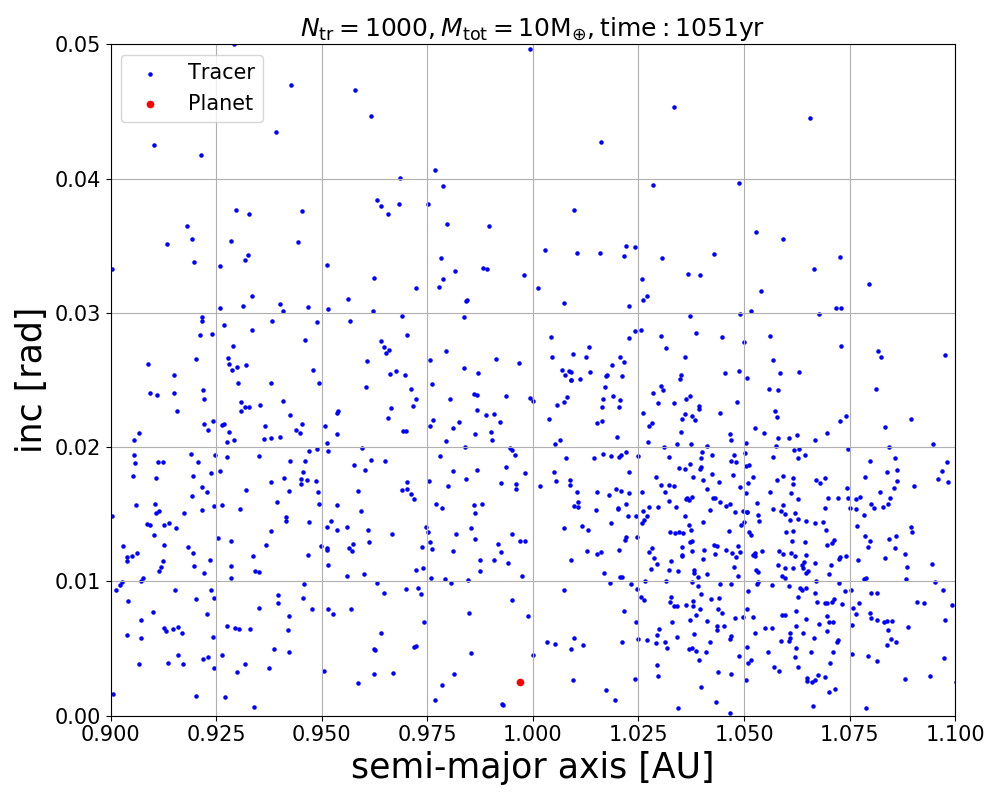 N_tr = 1000, M_tot = 10M_⊕, time : 1051yr
Tracer
Planet
inc [rad]
0.05
0.04
0.03
0.02
0.01
0.00
0.900 0.925 0.950 0.975 1.000 1.025 1.050 1.075 1.100
semi-major axis [AU]